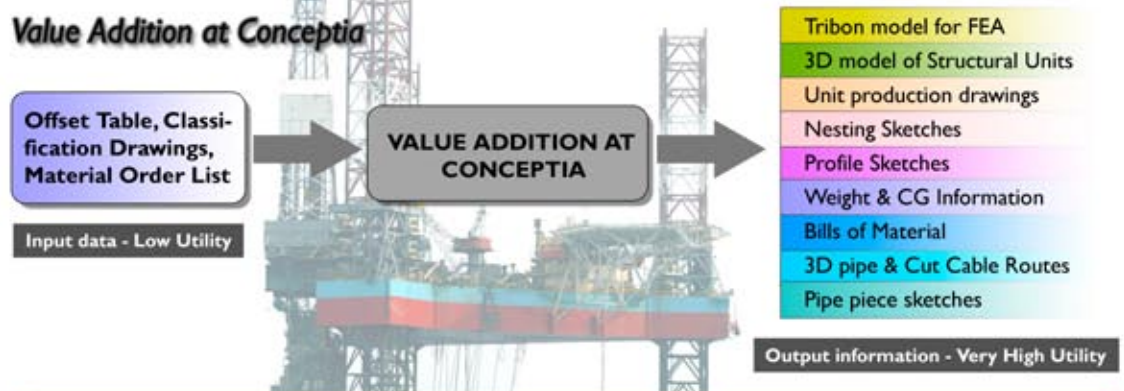 Value Addition at Conceptia
Offset Table, Classi-
fication Drawings,
Material Order List
Input data - Low Utility
VALUE ADDITION AT
CONCEPTIA
Tribon model for FEA
3D model of Structural Units
Unit production drawings
Nesting Sketches
Profile Sketches
Weight & CG Information
Bills of Material
3D pipe & Cut Cable Routes
Pipe piece sketches
Output information - Very High Utility